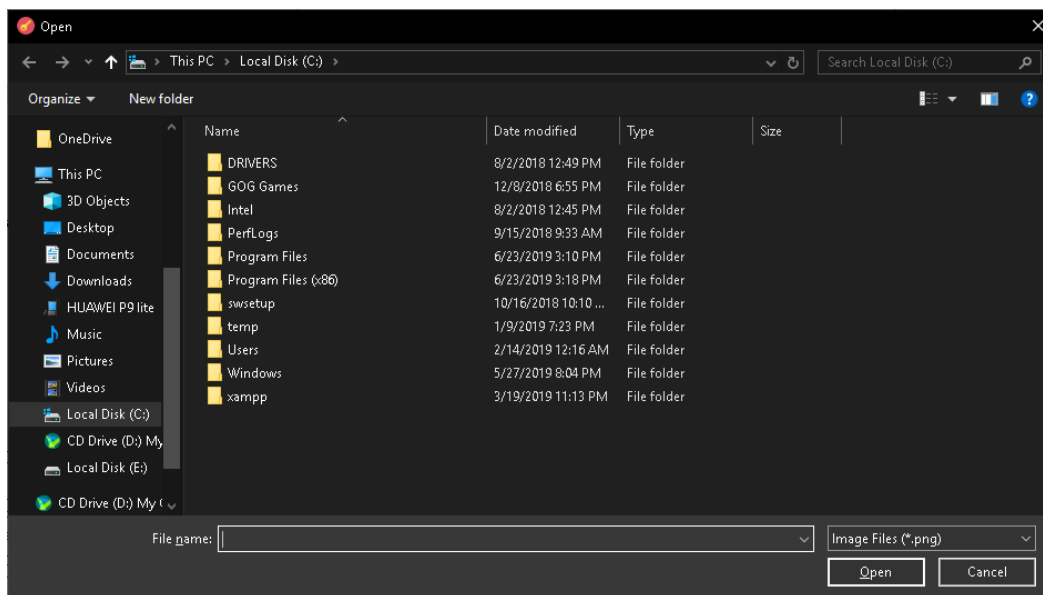 Open
This PC > Local Disk (C:) >
Search Local Disk (C:)
Organize
New folder
Name Date modified Type Size
OneDrive
This PC
3D Objects
Desktop
Documents
Downloads
HUAWEI P9 lite
Music
Pictures
Videos
Local Disk (C:)
CD Drive (D:) My
Local Disk (E:)
CD Drive (D:) My
DRIVERS 8/2/2018 12:49 PM File folder
GOG Games 12/8/2018 6:55 PM File folder
Intel 8/2/2018 12:45 PM File folder
PerfLogs 9/15/2018 9:33 AM File folder
Program Files 6/23/2019 3:10 PM File folder
Program Files (x86) 6/23/2019 3:18 PM File folder
swsetup 10/16/2018 10:10 ... File folder
temp 1/9/2019 7:23 PM File folder
Users 2/14/2019 12:16 AM File folder
Windows 5/27/2019 8:04 PM File folder
xampp 3/19/2019 11:13 PM File folder
File name:
Image Files (*.png)
Open
Cancel